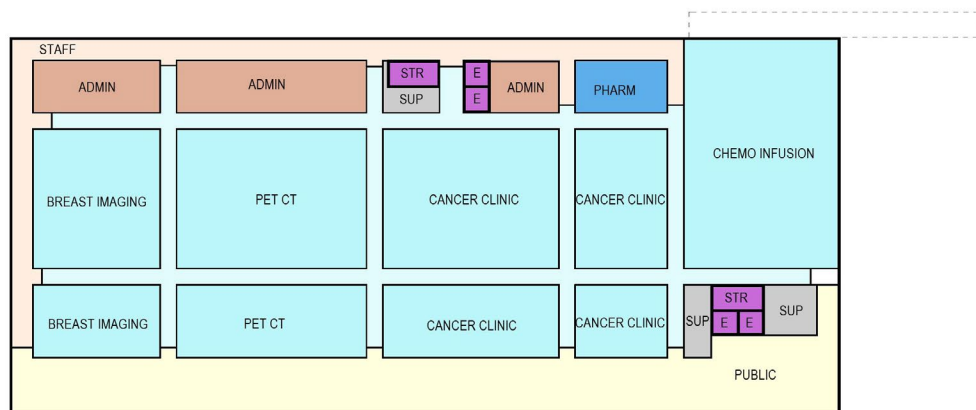 STAFF
ADMIN
ADMIN
STR
SUP
E
E
ADMIN
PHARM
CHEMO INFUSION
BREAST IMAGING
PET CT
CANCER CLINIC
CANCER CLINIC
BREAST IMAGING
PET CT
CANCER CLINIC
CANCER CLINIC
SUP
STR
E
E
SUP
PUBLIC